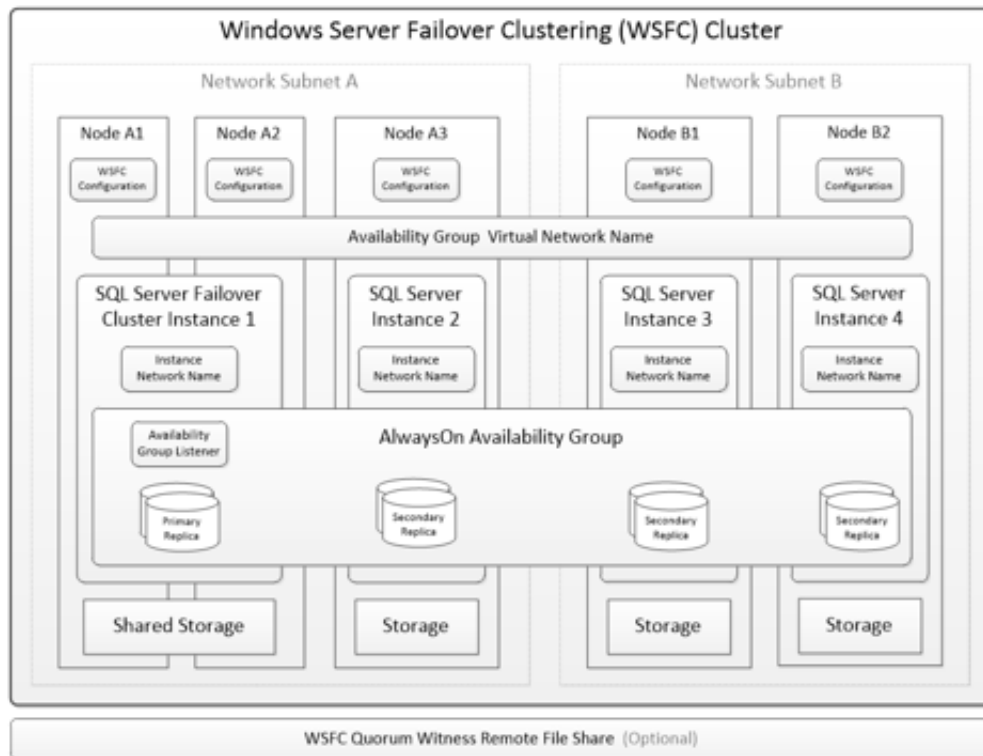 Windows Server Failover Clustering (WSFC) Cluster
Network Subnet A
Network Subnet B
Node A1
Node A2
Node A3
Node B1
Node B2
WSFC
Configuration
WSFC
Configuration
WSFC
Configuration
WSFC
Configuration
WSFC
Configuration
Availability Group Virtual Network Name
SQL Server Failover
Cluster Instance 1
SQL Server
Instance 2
SQL Server
Instance 3
SQL Server
Instance 4
Instance
Network Name
Instance
Network Name
Instance
Network Name
Instance
Network Name
Availability
Group Listener
AlwaysOn Availability Group
Primary
Replica
Secondary
Replica
Secondary
Replica
Secondary
Replica
Shared Storage
Storage
Storage
Storage
WSFC Quorum Witness Remote File Share (Optional)